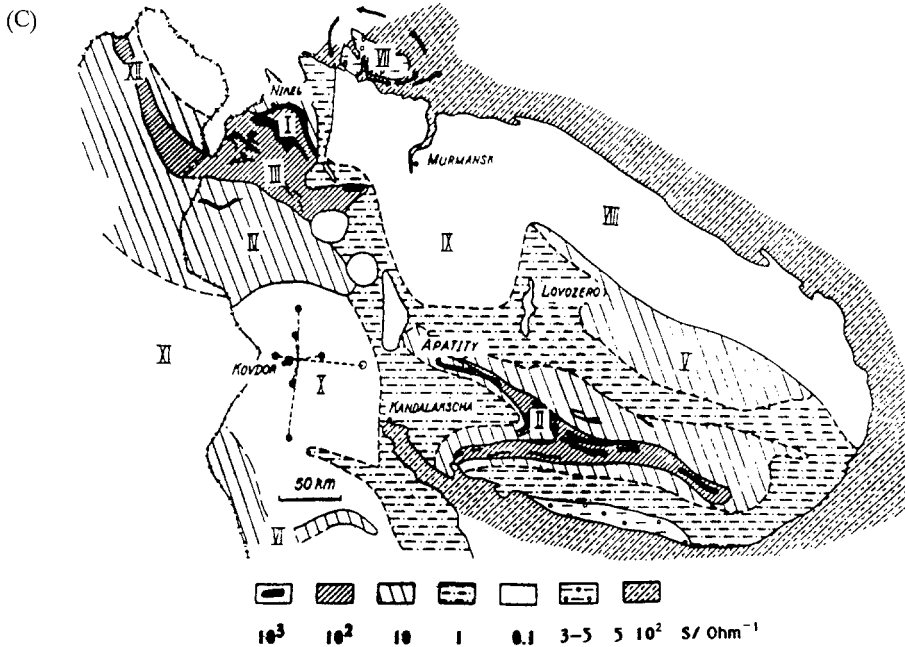 (C)
XII
VII
NIKEL
I
MURMANSK
III
VIII
IV
IX
LOVOZERO
XI
APATITY
V
KOVDOR
X
KANDALAKSCHA
II
50 km
VI
10³ 10² 10 1 0.1 3-5 5 10² S/Ohm⁻¹